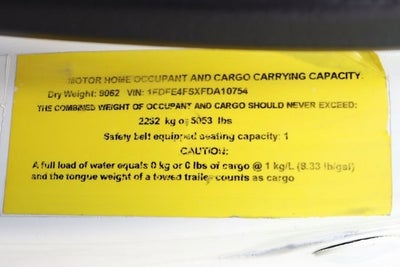 MOTOR HOME OCCUPANT AND CARGO CARRYING CAPACITY
Dry Weight: 9062 VIN: 1FDFE4FSXFDA10754
THE COMBINED WEIGHT OF OCCUPANT AND CARGO SHOULD NEVER EXCEED:
2292 kg or 5053 lbs
Safety belt equipped seating capacity: 1
CAUTION:
A full load of water equals 0 kg or 0 lbs of cargo @ 1 kg/L (8.33 lb/gal)
and the tongue weight of a towed trailer counts as cargo